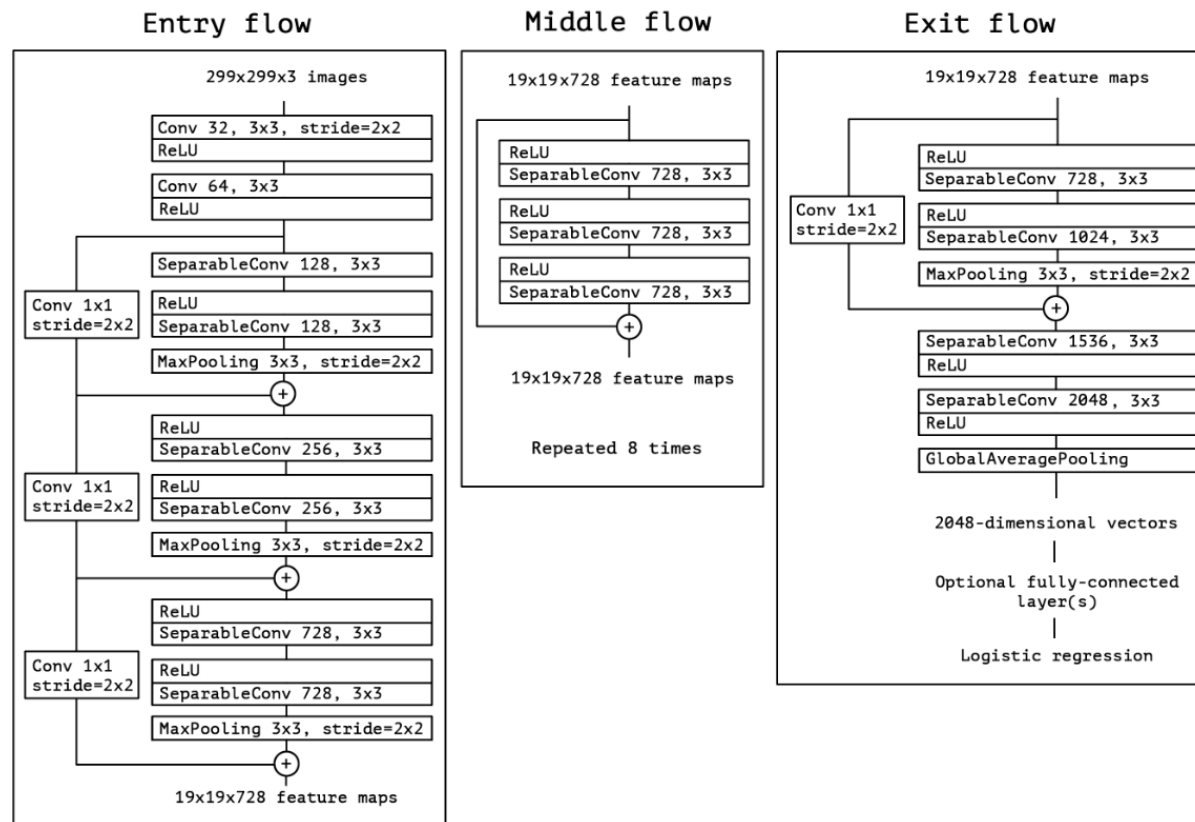 Entry flow
299x299x3 images
Conv 32, 3x3, stride=2x2
ReLU
Conv 64, 3x3
ReLU
SeparableConv 128, 3x3
Conv 1x1
stride=2x2
ReLU
SeparableConv 128, 3x3
MaxPooling 3x3, stride=2x2
+
ReLU
SeparableConv 256, 3x3
Conv 1x1
stride=2x2
ReLU
SeparableConv 256, 3x3
MaxPooling 3x3, stride=2x2
+
ReLU
SeparableConv 728, 3x3
Conv 1x1
stride=2x2
ReLU
SeparableConv 728, 3x3
MaxPooling 3x3, stride=2x2
+
19x19x728 feature maps
Middle flow
19x19x728 feature maps
ReLU
SeparableConv 728, 3x3
ReLU
SeparableConv 728, 3x3
ReLU
SeparableConv 728, 3x3
+
19x19x728 feature maps
Repeated 8 times
Exit flow
19x19x728 feature maps
ReLU
SeparableConv 728, 3x3
Conv 1x1
stride=2x2
ReLU
SeparableConv 1024, 3x3
MaxPooling 3x3, stride=2x2
+
SeparableConv 1536, 3x3
ReLU
SeparableConv 2048, 3x3
ReLU
GlobalAveragePooling
2048-dimensional vectors
Optional fully-connected
layer(s)
Logistic regression